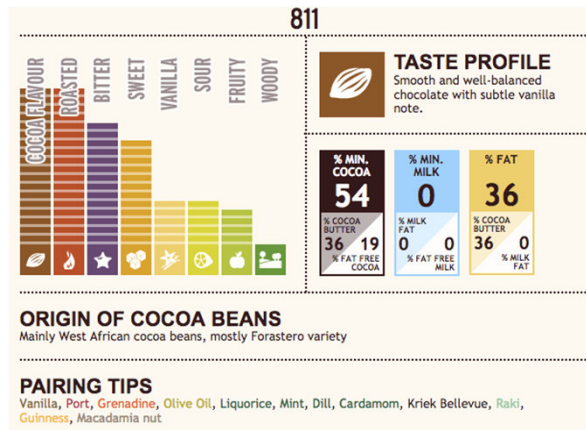 811
COCOA FLAVOUR
ROASTED
BITTER
SWEET
VANILLA
SOUR
FRUITY
WOODY
TASTE PROFILE
Smooth and well-balanced
chocolate with subtle vanilla
note.
% MIN.
COCOA
54
% COCOA
BUTTER
36 19
% FAT FREE
COCOA
% MIN.
MILK
0
% MILK
FAT
0 0
% FAT FREE
MILK
% FAT
36
% COCOA
BUTTER
36 0
% MILK
FAT
ORIGIN OF COCOA BEANS
Mainly West African cocoa beans, mostly Forastero variety
PAIRING TIPS
Vanilla, Port, Grenadine, Olive Oil, Liquorice, Mint, Dill, Cardamom, Kriek Bellevue, Raki,
Guinness, Macadamia nut